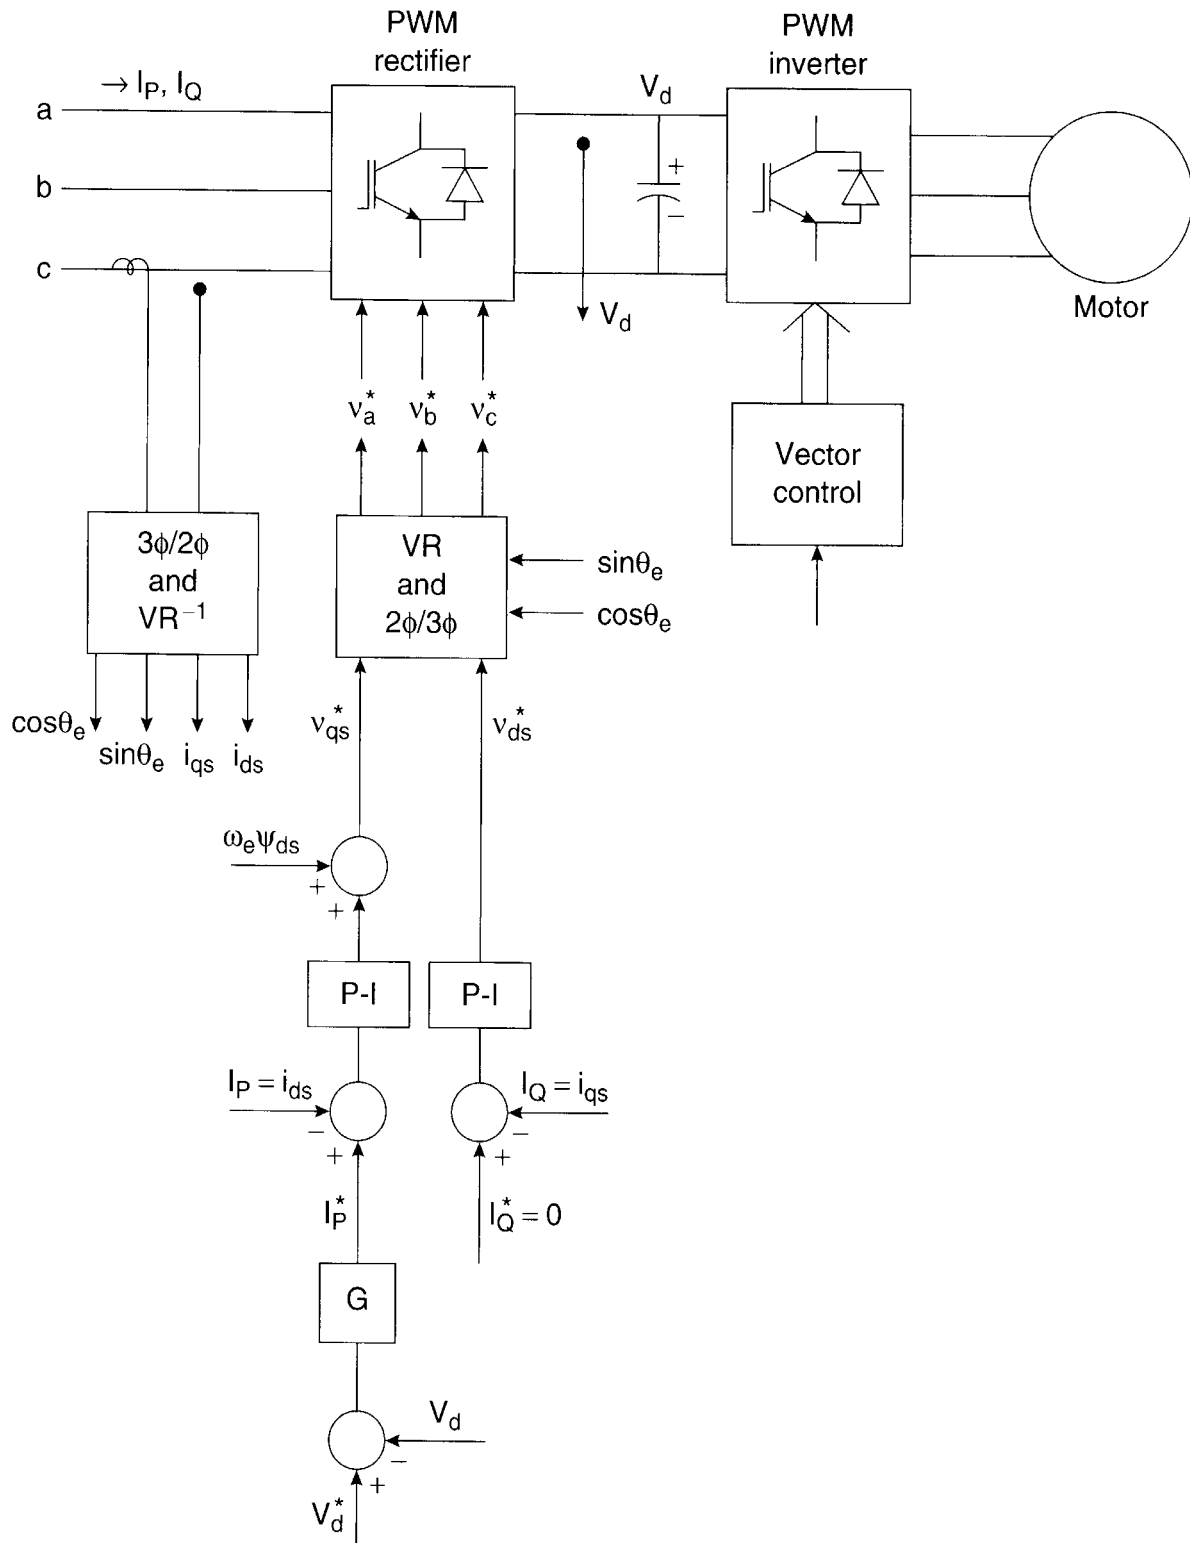 PWM
rectifier
PWM
inverter
→ I_P, I_Q
a
b
c
V_d
+
−
V_d
Motor
v_a^*
v_b^*
v_c^*
Vector
control
3ϕ/2ϕ
and
VR⁻¹
VR
and
2ϕ/3ϕ
sinθ_e
cosθ_e
cosθ_e
sinθ_e
i_qs
i_ds
v_qs^*
v_ds^*
ω_eψ_ds
+
+
P-I
P-I
I_P = i_ds
−
+
I_Q = i_qs
−
+
I_P^*
I_Q^* = 0
G
V_d
−
+
V_d^*